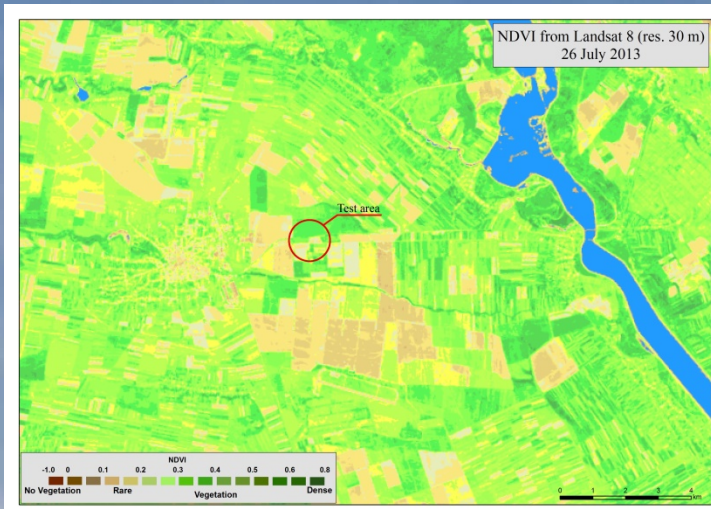 NDVI from Landsat 8 (res. 30 m)
26 July 2013
Test area
NDVI
-1.0 0 0.1 0.2 0.3 0.4 0.5 0.6 0.8
No Vegetation Rare Vegetation Dense
0 1 2 3 4
km